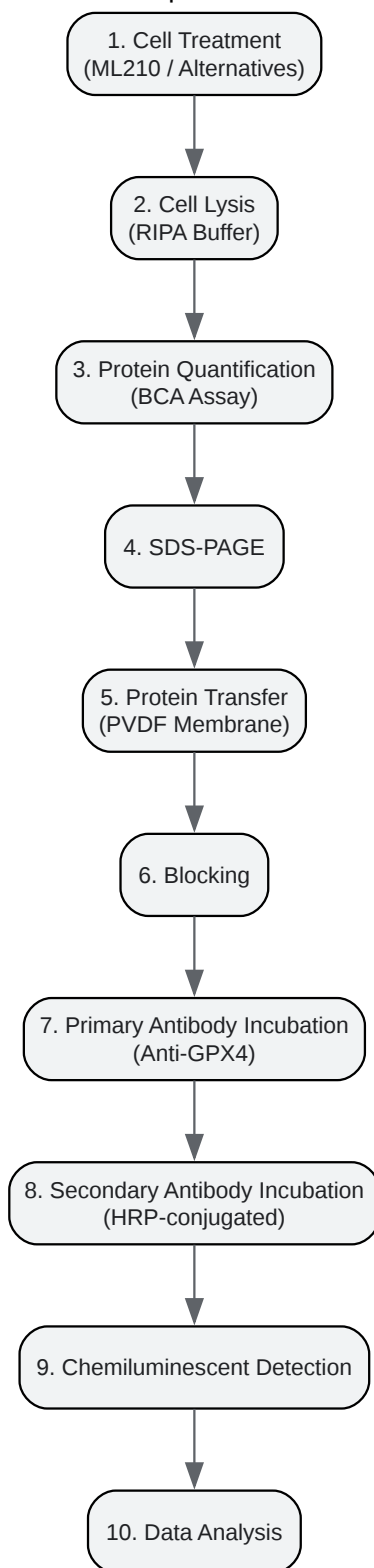 1. Cell Treatment
(ML210 / Alternatives)
2. Cell Lysis
(RIPA Buffer)
3. Protein Quantification
(BCA Assay)
4. SDS-PAGE
5. Protein Transfer
(PVDF Membrane)
6. Blocking
7. Primary Antibody Incubation
(Anti-GPX4)
8. Secondary Antibody Incubation
(HRP-conjugated)
9. Chemiluminescent Detection
10. Data Analysis